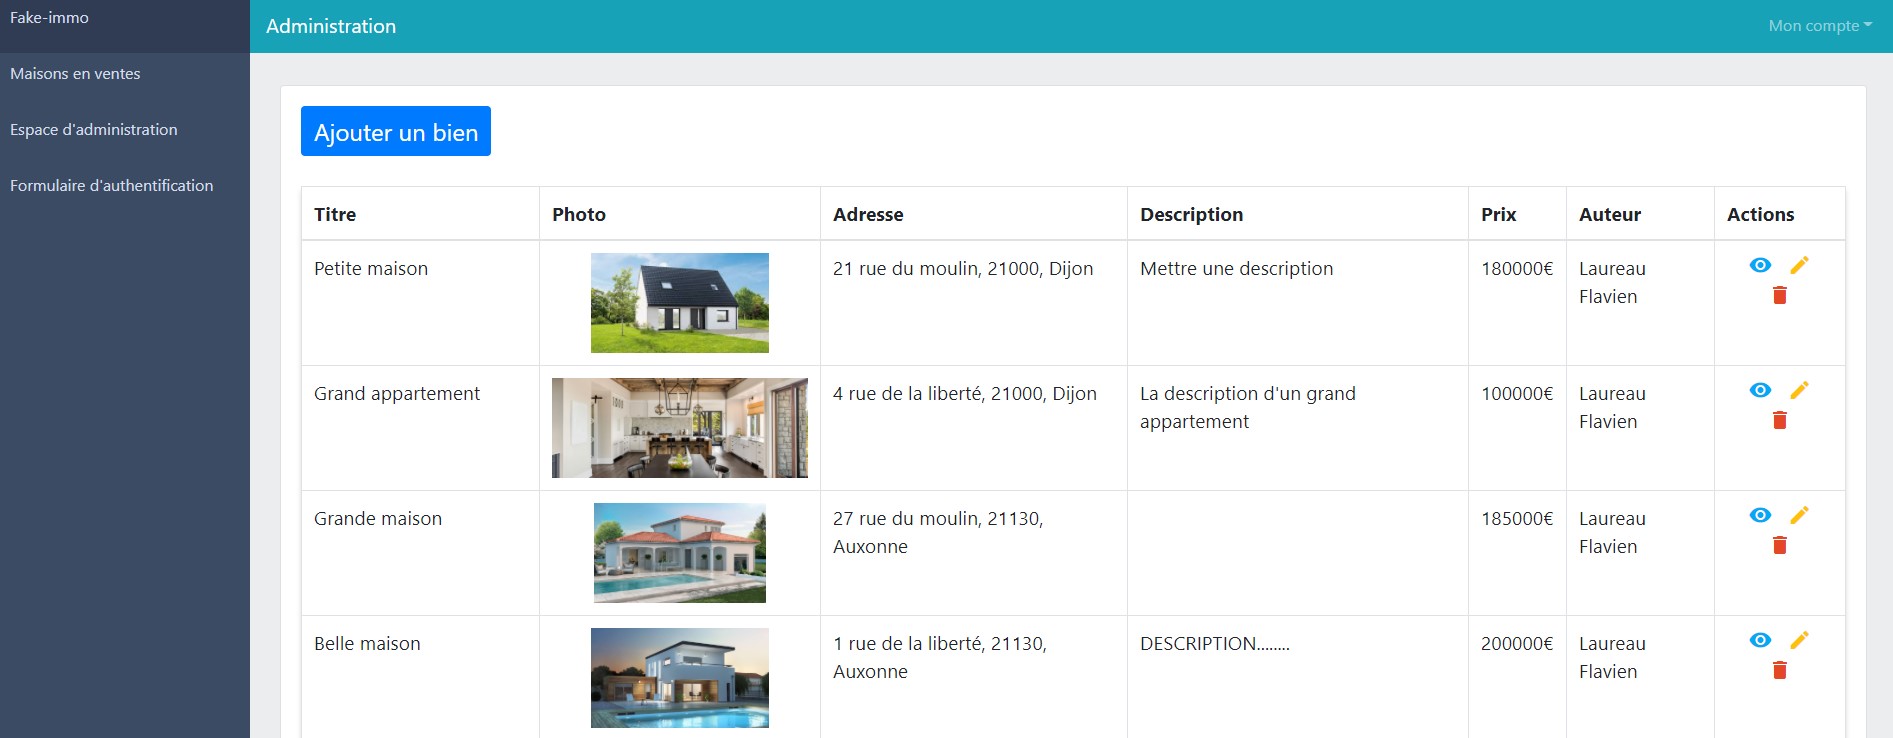 Fake-immo
Administration
Mon compte
Maisons en ventes
Espace d'administration
Formulaire d'authentification
Ajouter un bien
Titre Photo Adresse Description Prix Auteur Actions
Petite maison 21 rue du moulin, 21000, Dijon Mettre une description 180000€ Laureau
Flavien
Grand appartement 4 rue de la liberté, 21000, Dijon La description d'un grand 100000€ Laureau
appartement Flavien
Grande maison 27 rue du moulin, 21130, 185000€ Laureau
Auxonne Flavien
Belle maison 1 rue de la liberté, 21130, DESCRIPTION........ 200000€ Laureau
Auxonne Flavien